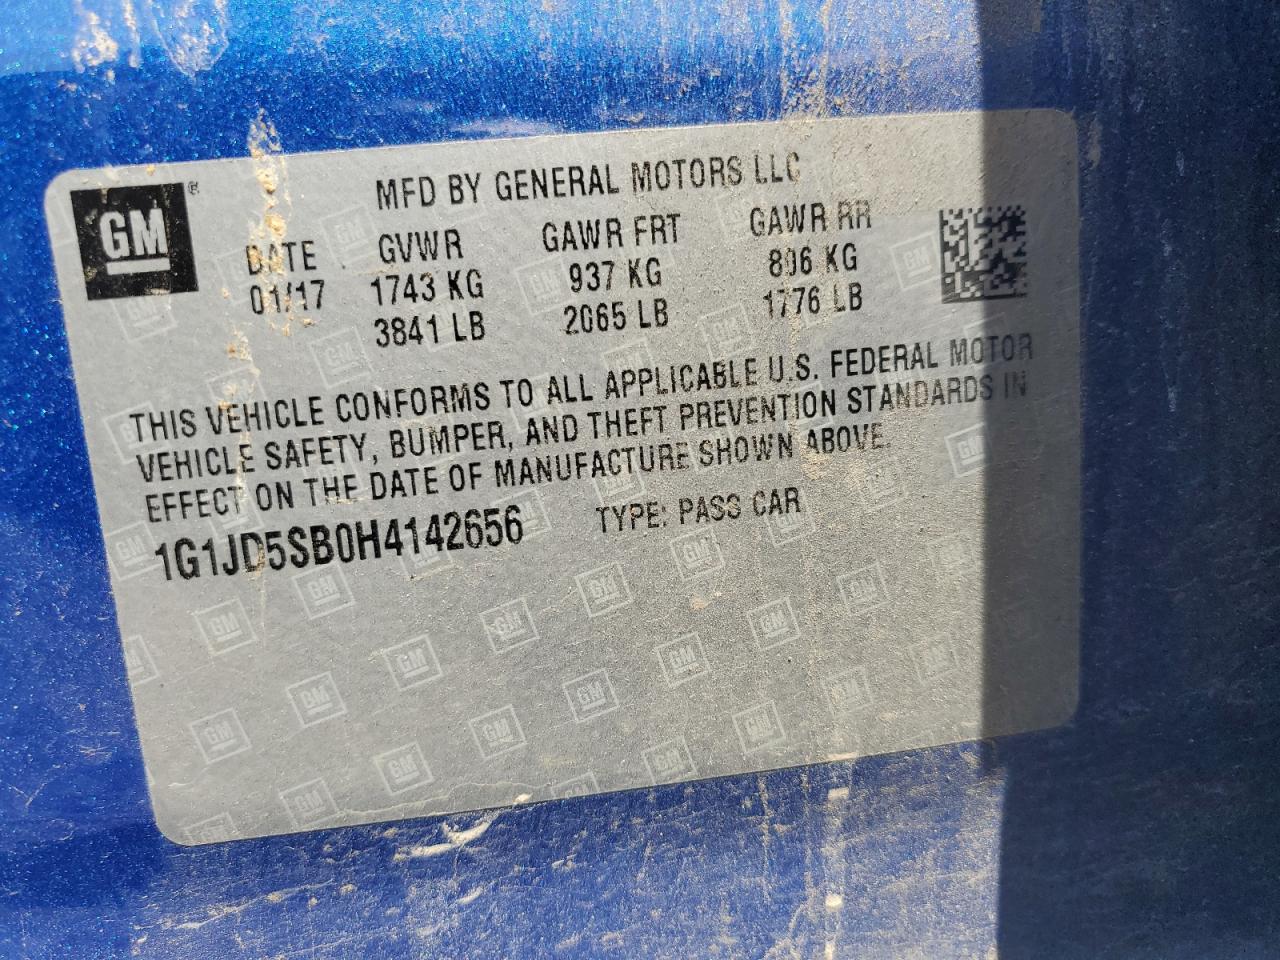 GM® MFD BY GENERAL MOTORS LLC
DATE GVWR GAWR FRT GAWR RR
01/17 1743 KG 937 KG 806 KG
3841 LB 2065 LB 1776 LB
THIS VEHICLE CONFORMS TO ALL APPLICABLE U.S. FEDERAL MOTOR
VEHICLE SAFETY, BUMPER, AND THEFT PREVENTION STANDARDS IN
EFFECT ON THE DATE OF MANUFACTURE SHOWN ABOVE.
1G1JD5SB0H4142656 TYPE: PASS CAR